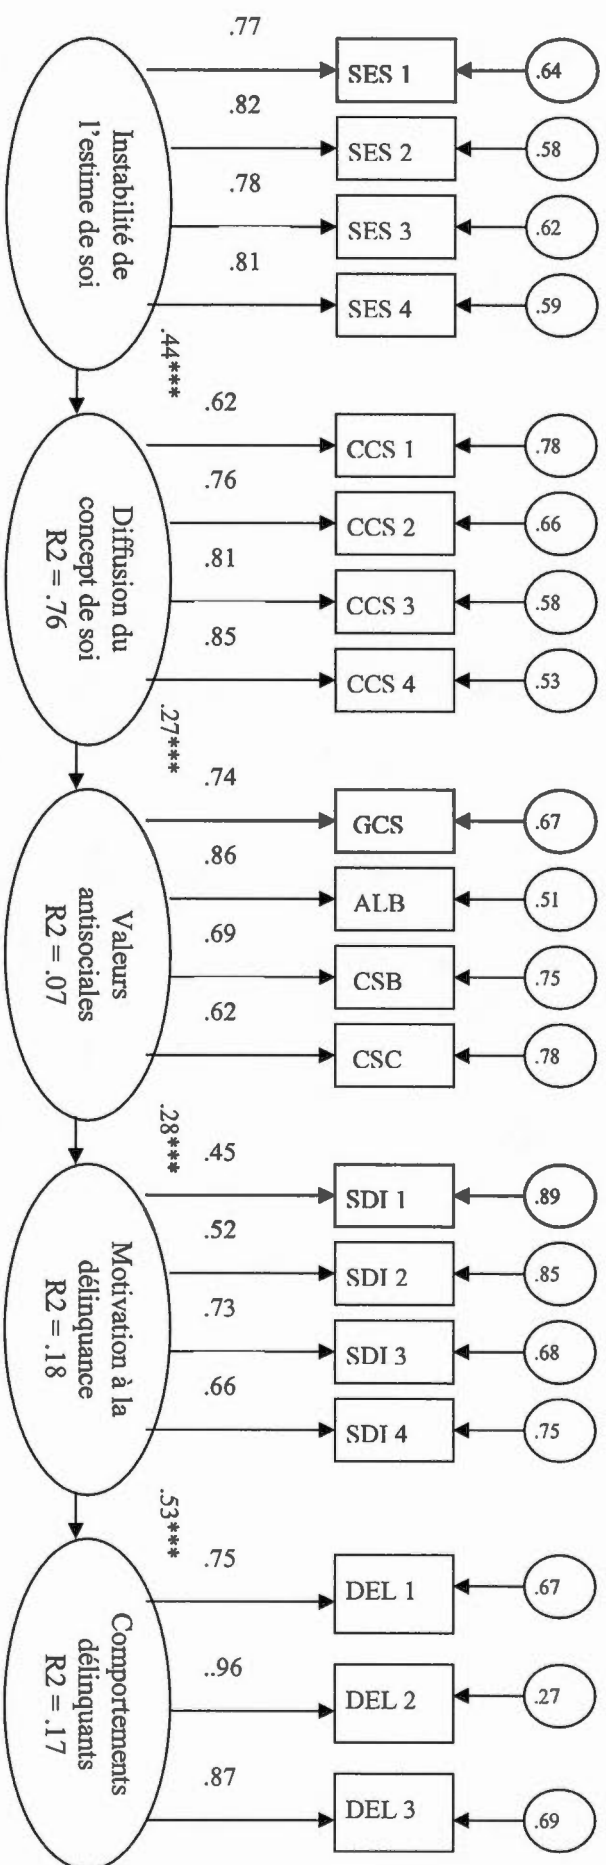 .77
SES 1
.64
.82
SES 2
.58
.78
SES 3
.62
.81
SES 4
.59
Instabilité de
l'estime de soi
.44***
.62
CCS 1
.78
.76
CCS 2
.66
.81
CCS 3
.58
.85
CCS 4
.53
Diffusion du
concept de soi
R2 = .76
.27***
.74
GCS
.67
.86
ALB
.51
.69
CSB
.75
.62
CSC
.78
Valeurs
antisociales
R2 = .07
.28***
.45
SDI 1
.89
.52
SDI 2
.85
.73
SDI 3
.68
.66
SDI 4
.75
Motivation à la
délinquance
R2 = .18
.53***
.75
DEL 1
.67
..96
DEL 2
.27
.87
DEL 3
.69
Comportements
délinquants
R2 = .17